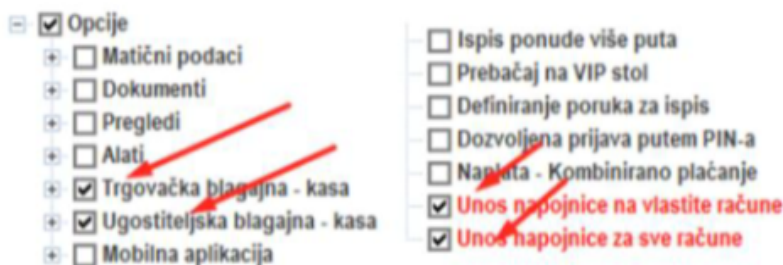 Opcije
Matični podaci
Dokumenti
Pregledi
Alati
Trgovačka blagajna - kasa
Ugostiteljska blagajna - kasa
Mobilna aplikacija
Ispis ponude više puta
Prebačaj na VIP stol
Definiranje poruka za ispis
Dozvoljena prijava putem PIN-a
Naplata - Kombinirano plaćanje
Unos napojnice na vlastite račune
Unos napojnice za sve račune